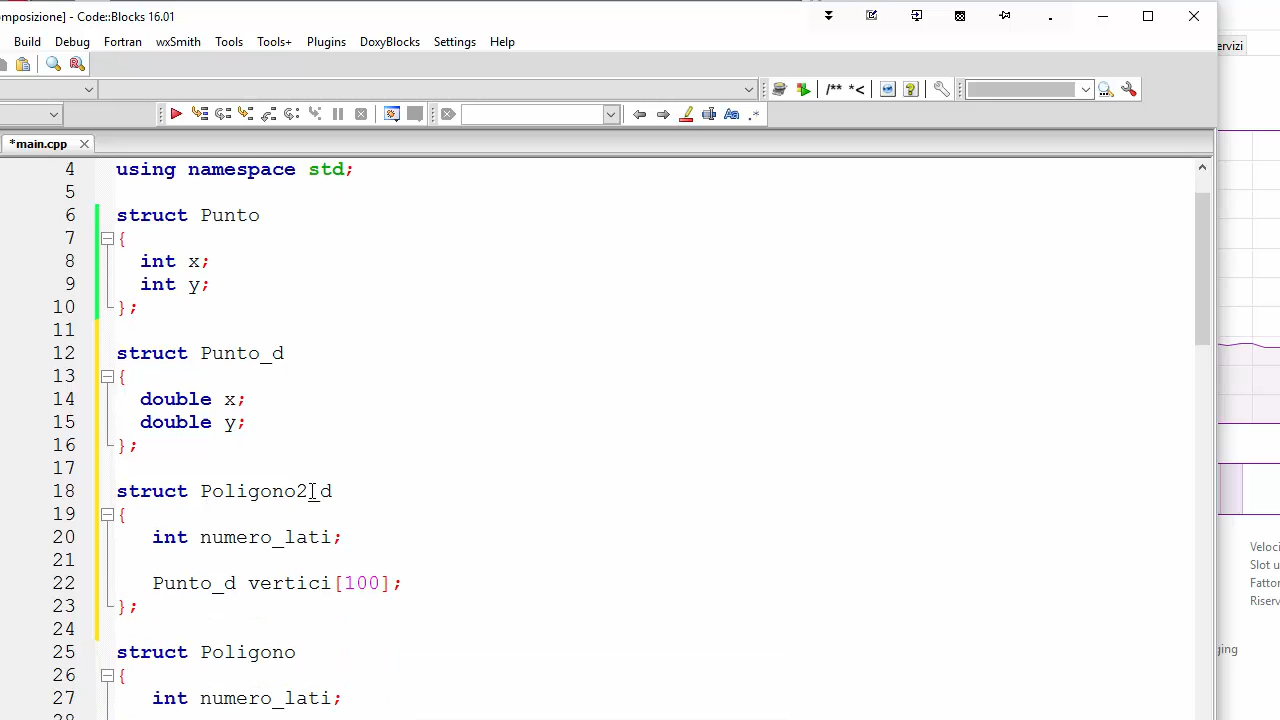 mposizione] - Code::Blocks 16.01
Build Debug Fortran wxSmith Tools Tools+ Plugins DoxyBlocks Settings Help
ervizi
/** *<
Aa .*
*main.cpp
4 using namespace std;
5
6 struct Punto
7 {
8 int x;
9 int y;
10 };
11
12 struct Punto_d
13 {
14 double x;
15 double y;
16 };
17
18 struct Poligono2_d
19 {
20 int numero_lati;
21
22 Punto_d vertici[100];
23 };
24
25 struct Poligono
26 {
27 int numero_lati;
Veloci
Slot u
Fattor
Riserv
ging